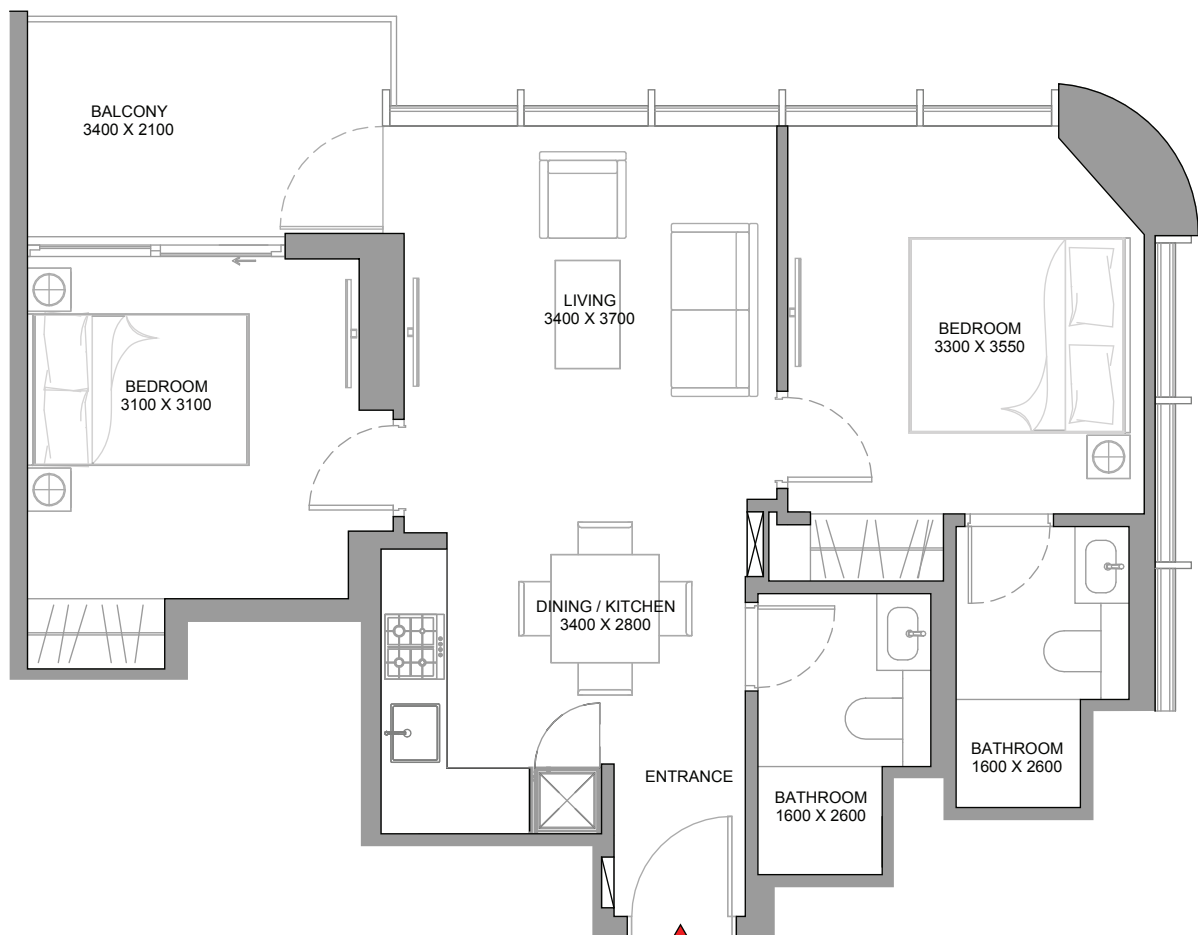 BALCONY
3400 X 2100
LIVING
3400 X 3700
BEDROOM
3300 X 3550
BEDROOM
3100 X 3100
DINING / KITCHEN
3400 X 2800
ENTRANCE
BATHROOM
1600 X 2600
BATHROOM
1600 X 2600